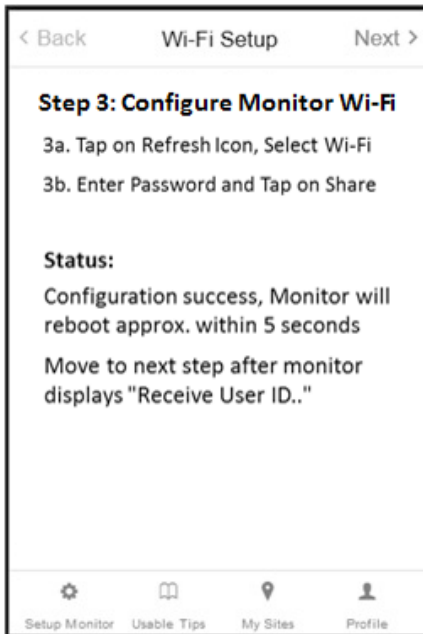 < Back Wi-Fi Setup Next >
Step 3: Configure Monitor Wi-Fi
3a. Tap on Refresh Icon, Select Wi-Fi
3b. Enter Password and Tap on Share
Status:
Configuration success, Monitor will
reboot approx. within 5 seconds
Move to next step after monitor
displays "Receive User ID.."
Setup Monitor Usable Tips My Sites Profile